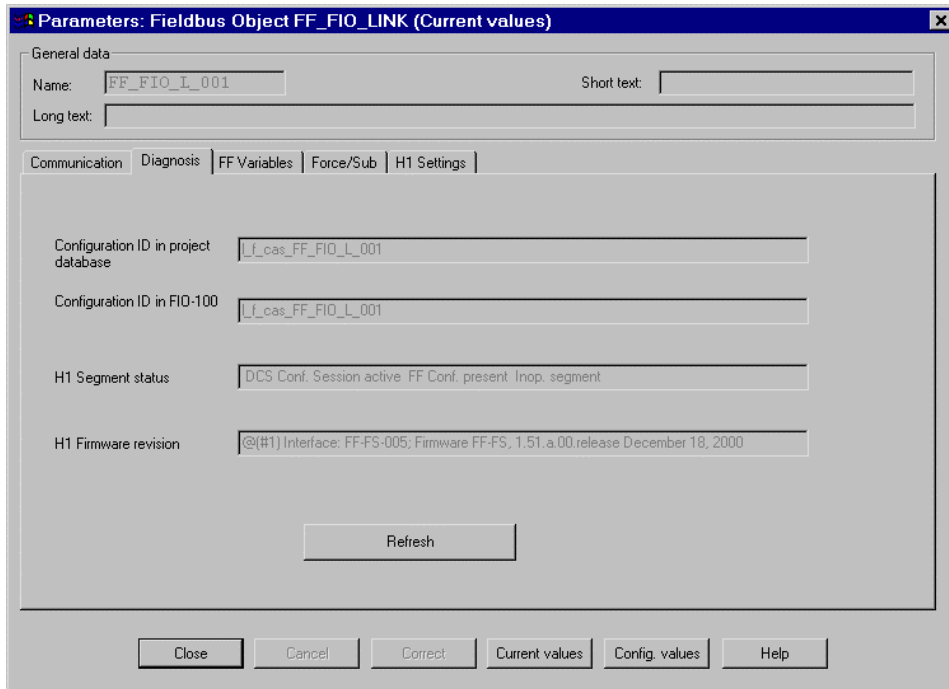 Parameters: Fieldbus Object FF_FIO_LINK (Current values)
General data
Name: FF_FIO_L_001 Short text:
Long text:
Communication Diagnosis FF Variables Force/Sub H1 Settings
Configuration ID in project
database
l_f_cas_FF_FIO_L_001
Configuration ID in FIO-100 l_f_cas_FF_FIO_L_001
H1 Segment status DCS Conf. Session active FF Conf. present Inop. segment
H1 Firmware revision @(#1) Interface: FF-FS-005; Firmware FF-FS, 1.51.a.00.release December 18, 2000
Refresh
Close Cancel Correct Current values Config. values Help